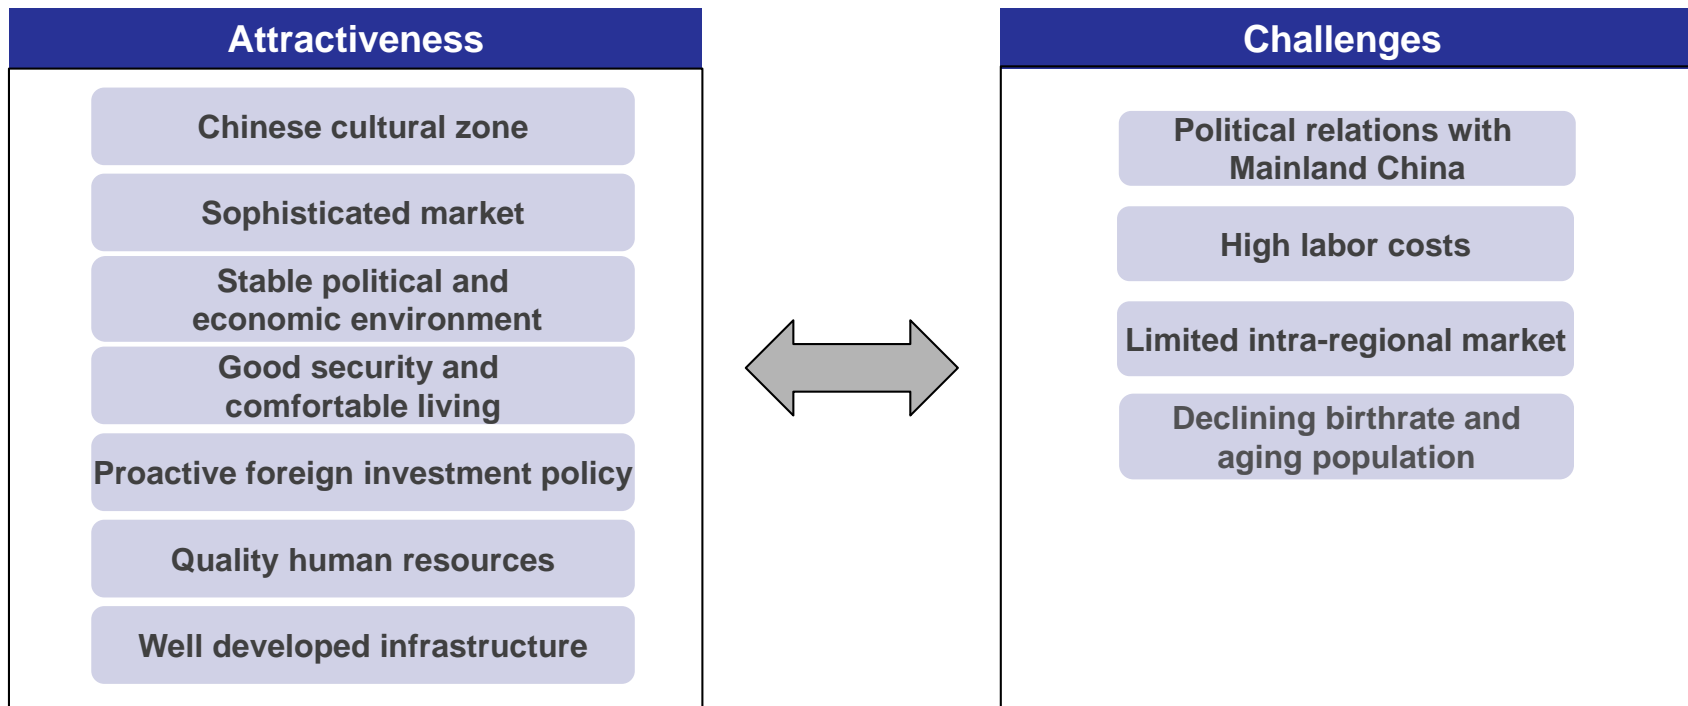 Attractiveness
Chinese cultural zone
Sophisticated market
Stable political and
economic environment
Good security and
comfortable living
Proactive foreign investment policy
Quality human resources
Well developed infrastructure
Challenges
Political relations with
Mainland China
High labor costs
Limited intra-regional market
Declining birthrate and
aging population